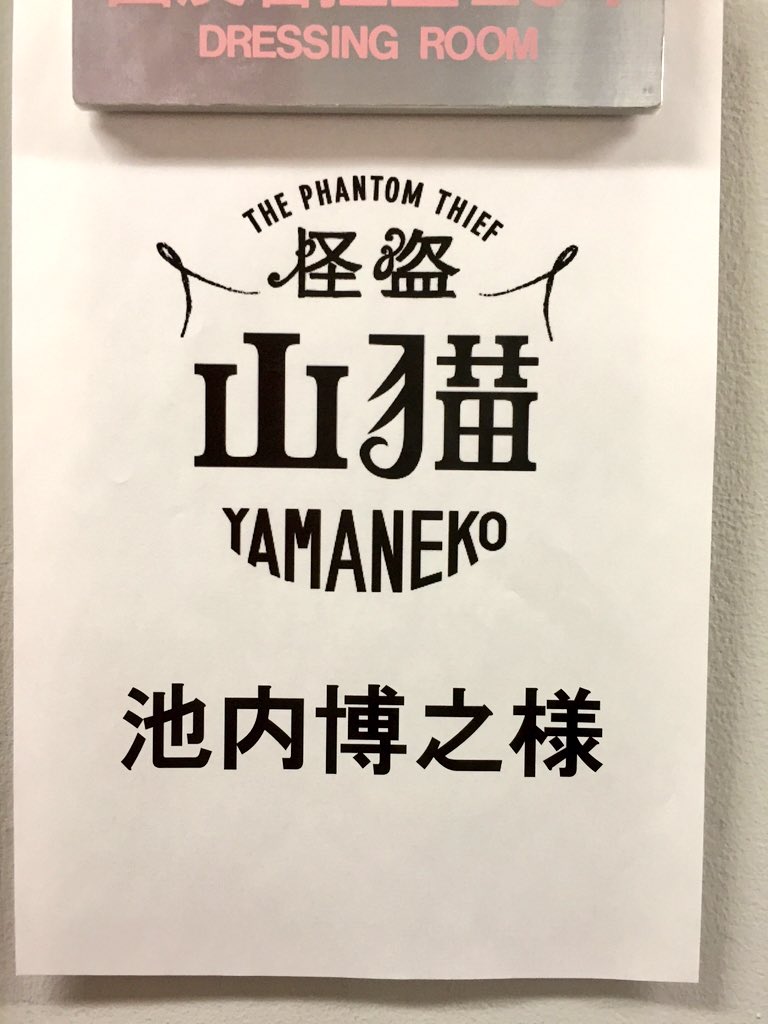 DRESSING ROOM
THE PHANTOM THIEF
怪盗
山猫
YAMANEKO
池内博之様